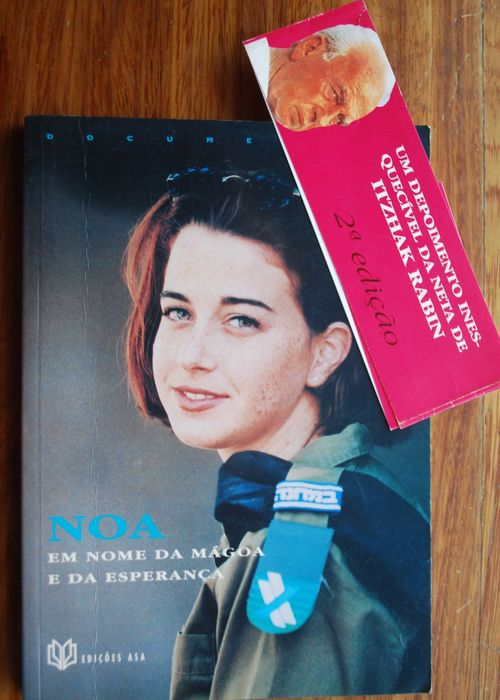 DOCUME
NOA
EM NOME DA MÁGOA
E DA ESPERANÇA
EDIÇÕES ASA
UM DEPOIMENTO INES-
QUECÍVEL DA NETA DE
ITZHAK RABIN
2ª edição